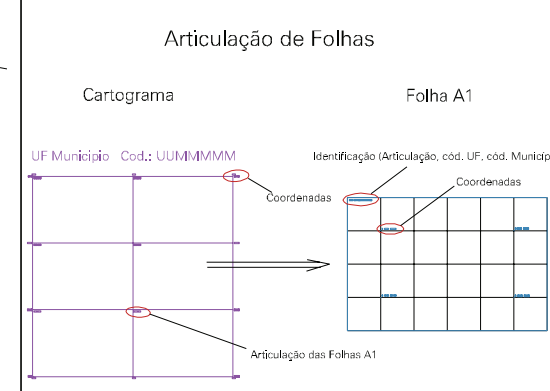 Articulação de Folhas
Cartograma
Folha A1
UF Municipio Cod.: UUMMMMM
Identificação (Articulação, cód. UF, cód. Municíp
Coordenadas
Coordenadas
Articulação das Folhas A1